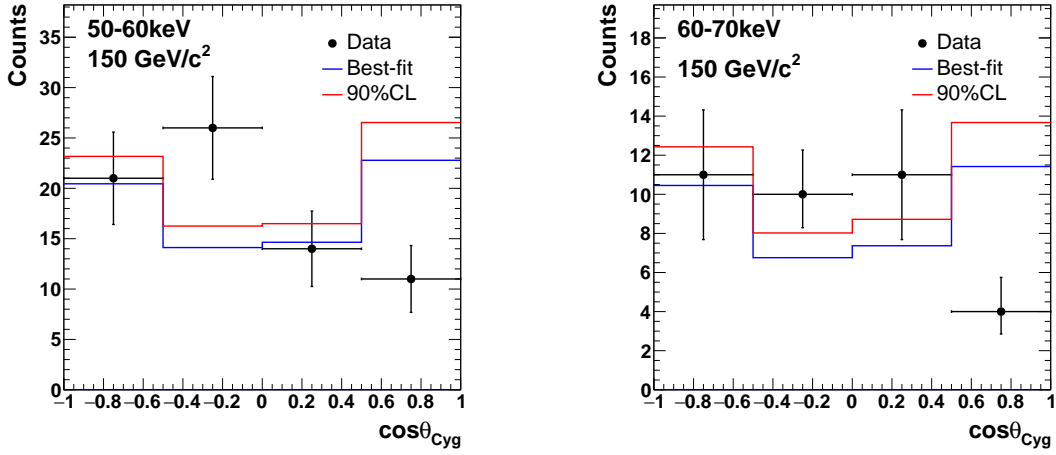 50-60keV
150 GeV/c²
Data
Best-fit
90%CL
Counts
35
30
25
20
15
10
5
0
−1 −0.8 −0.6 −0.4 −0.2 0 0.2 0.4 0.6 0.8 1
cosθ_Cyg
60-70keV
150 GeV/c²
Data
Best-fit
90%CL
Counts
18
16
14
12
10
8
6
4
2
0
−1 −0.8 −0.6 −0.4 −0.2 0 0.2 0.4 0.6 0.8 1
cosθ_Cyg